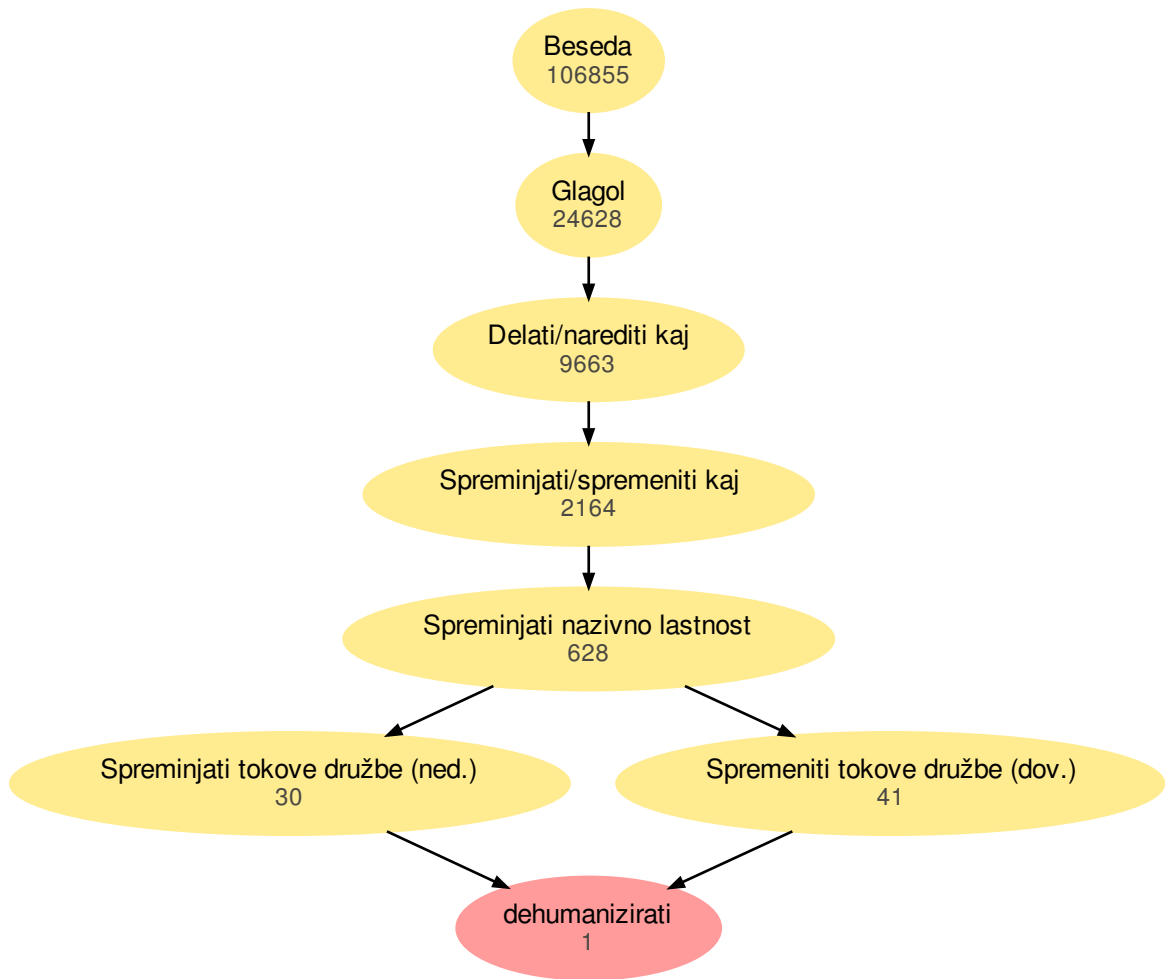 Beseda
106855
Glagol
24628
Delati/narediti kaj
9663
Spreminjati/spremeniti kaj
2164
Spreminjati nazivno lastnost
628
Spreminjati tokove družbe (ned.)
30
Spremeniti tokove družbe (dov.)
41
dehumanizirati
1